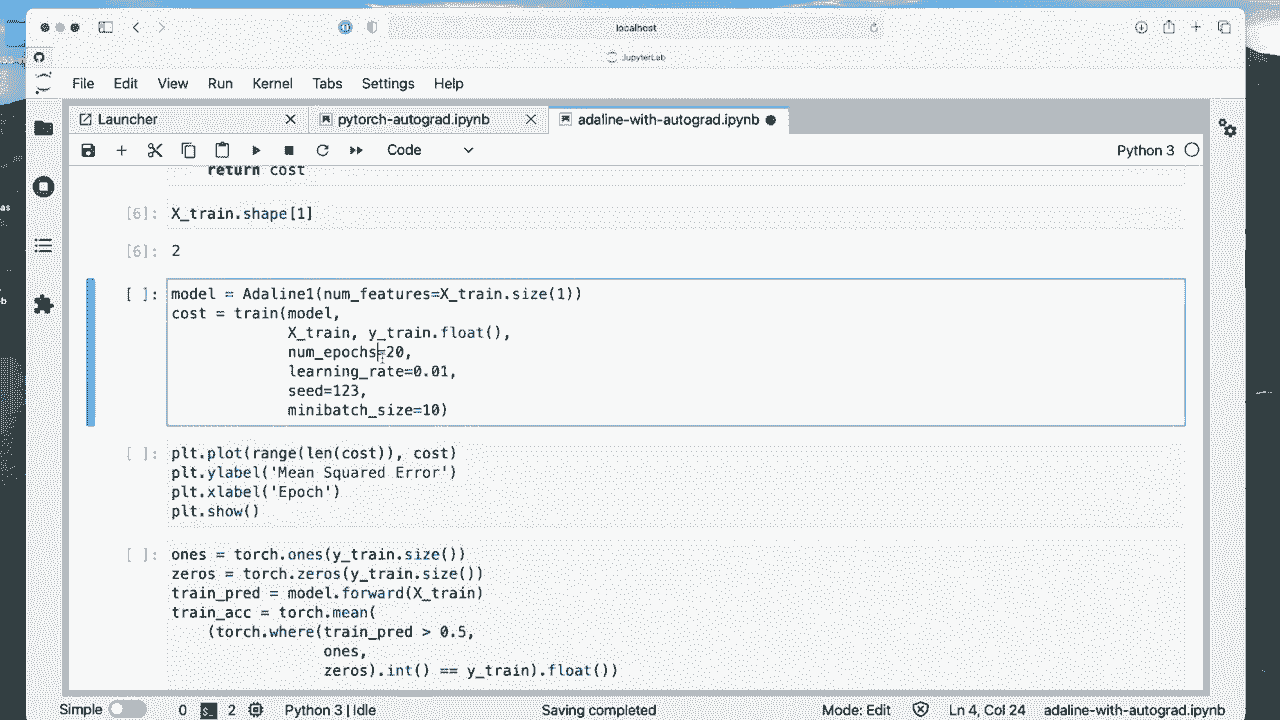 localhost
JupyterLab
File Edit View Run Kernel Tabs Settings Help
Launcher pytorch-autograd.ipynb adaline-with-autograd.ipynb
Code Python 3
return cost
[6]: X_train.shape[1]
[6]: 2
[ ]: model = Adaline1(num_features=X_train.size(1))
cost = train(model,
X_train, y_train.float(),
num_epochs=20,
learning_rate=0.01,
seed=123,
minibatch_size=10)
[ ]: plt.plot(range(len(cost)), cost)
plt.ylabel('Mean Squared Error')
plt.xlabel('Epoch')
plt.show()
[ ]: ones = torch.ones(y_train.size())
zeros = torch.zeros(y_train.size())
train_pred = model.forward(X_train)
train_acc = torch.mean(
(torch.where(train_pred > 0.5,
ones,
zeros).int() == y_train).float())
Simple 0 2 Python 3 | Idle Saving completed Mode: Edit Ln 4, Col 24 adaline-with-autograd.ipynb